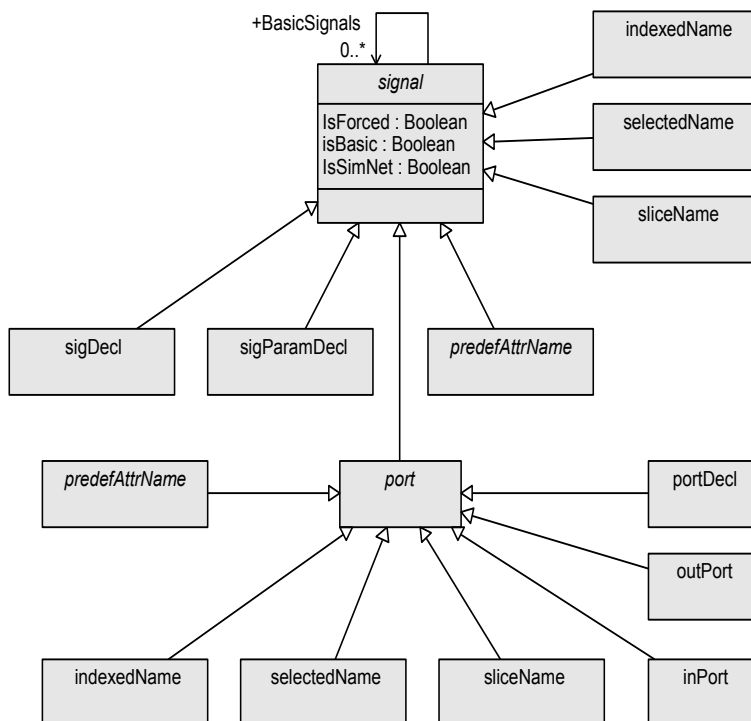 +BasicSignals
0..*
indexedName
signal
IsForced : Boolean
isBasic : Boolean
IsSimNet : Boolean
selectedName
sliceName
sigDecl
sigParamDecl
predefAttrName
predefAttrName
port
portDecl
outPort
indexedName
selectedName
sliceName
inPort